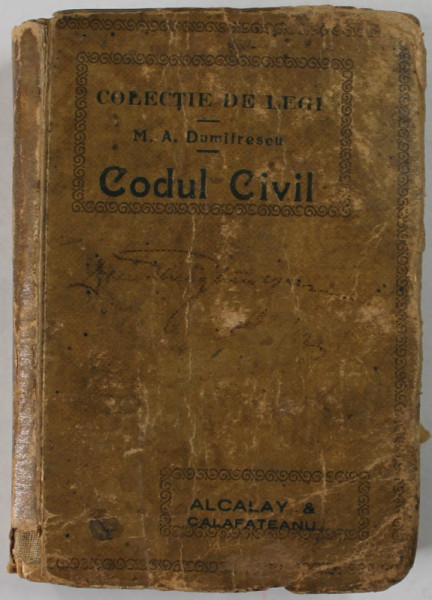 COLECȚIE DE LEGI
M. A. Dumitrescu
Codul Civil
ALCALAY &
CALAFATEANU